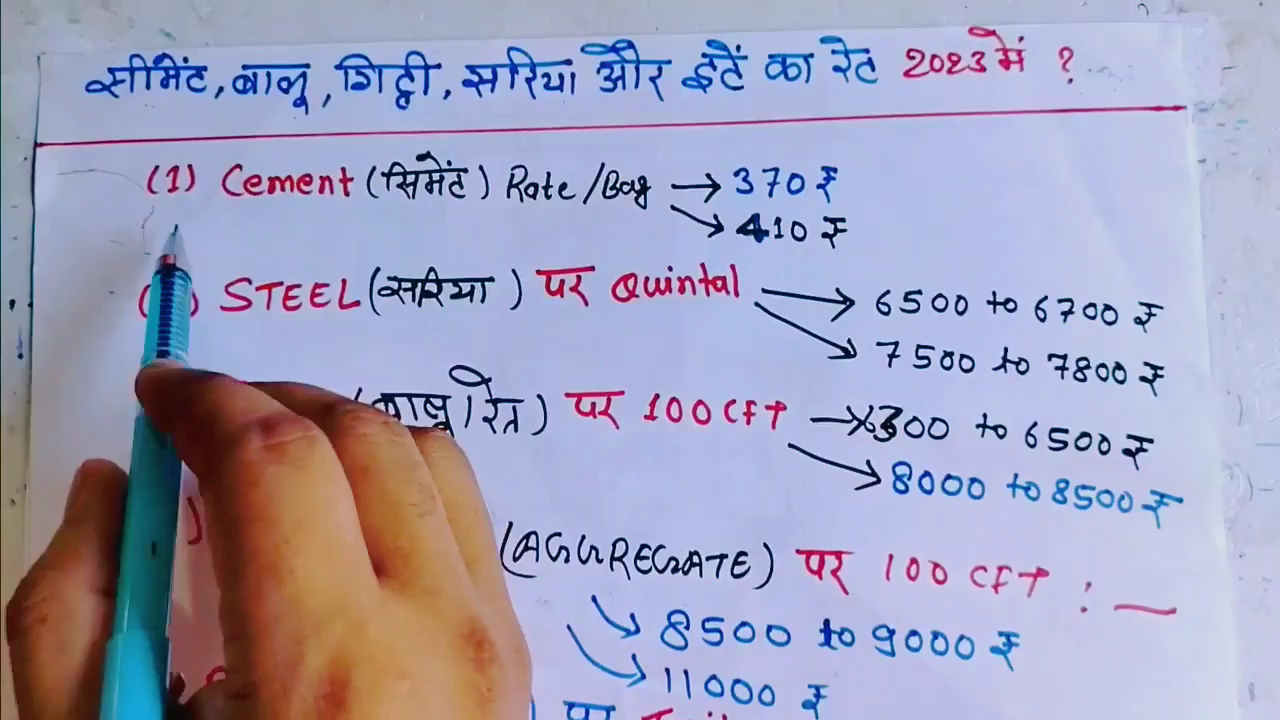 सीमेंट, बालू, गिट्टी, सरिया और इंटें का रेट 2023 में ?
(1) Cement (सिमेंट) Rate/Bag → 370 ₹
→ 410 ₹
STEEL (सरिया) पर Quintal → 6500 to 6700 ₹
→ 7500 to 7800 ₹
(बालू/रेत) पर 100 CFT → 6300 to 6500 ₹
→ 8000 to 8500 ₹
(AGGREGATE) पर 100 CFT :—
→ 8500 to 9000 ₹
→ 11000 ₹
) पर